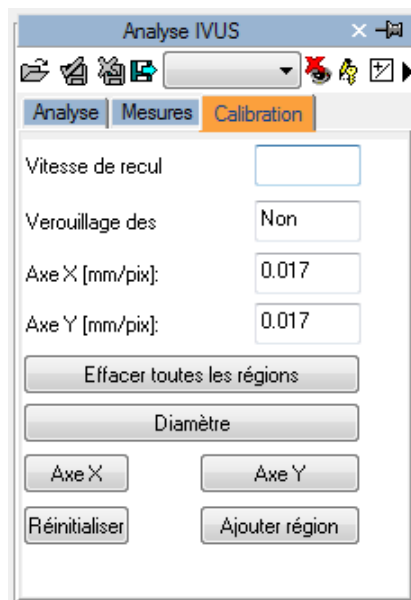 Analyse IVUS
Analyse Mesures Calibration
Vitesse de recul
Verouillage des Non
Axe X [mm/pix]: 0.017
Axe Y [mm/pix]: 0.017
Effacer toutes les régions
Diamètre
Axe X Axe Y
Réinitialiser Ajouter région